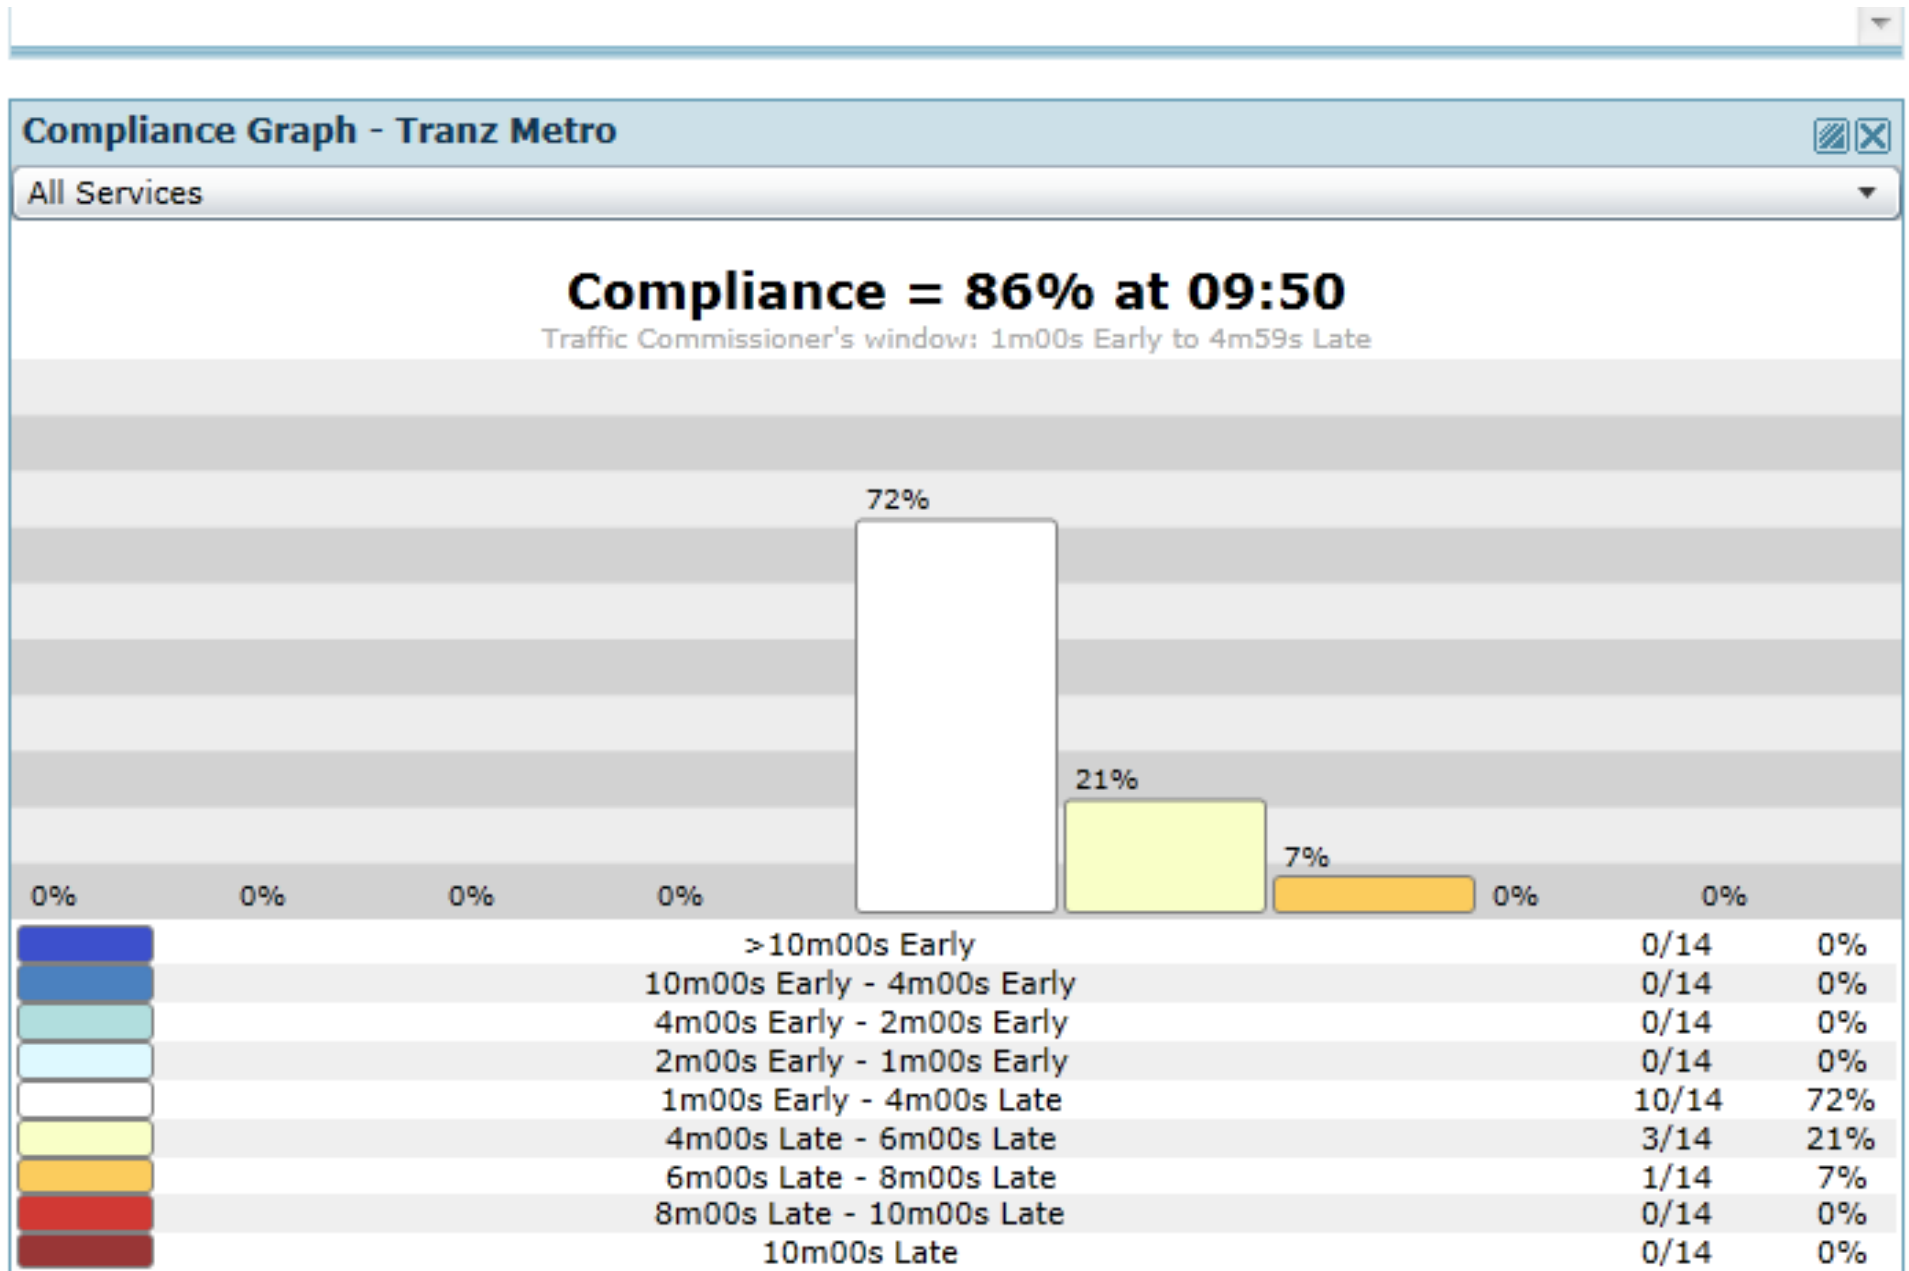 Compliance Graph - Tranz Metro
All Services
Compliance = 86% at 09:50
Traffic Commissioner's window: 1m00s Early to 4m59s Late
72%
21%
7%
0% 0% 0% 0% 0% 0%
>10m00s Early 0/14 0%
10m00s Early - 4m00s Early 0/14 0%
4m00s Early - 2m00s Early 0/14 0%
2m00s Early - 1m00s Early 0/14 0%
1m00s Early - 4m00s Late 10/14 72%
4m00s Late - 6m00s Late 3/14 21%
6m00s Late - 8m00s Late 1/14 7%
8m00s Late - 10m00s Late 0/14 0%
10m00s Late 0/14 0%